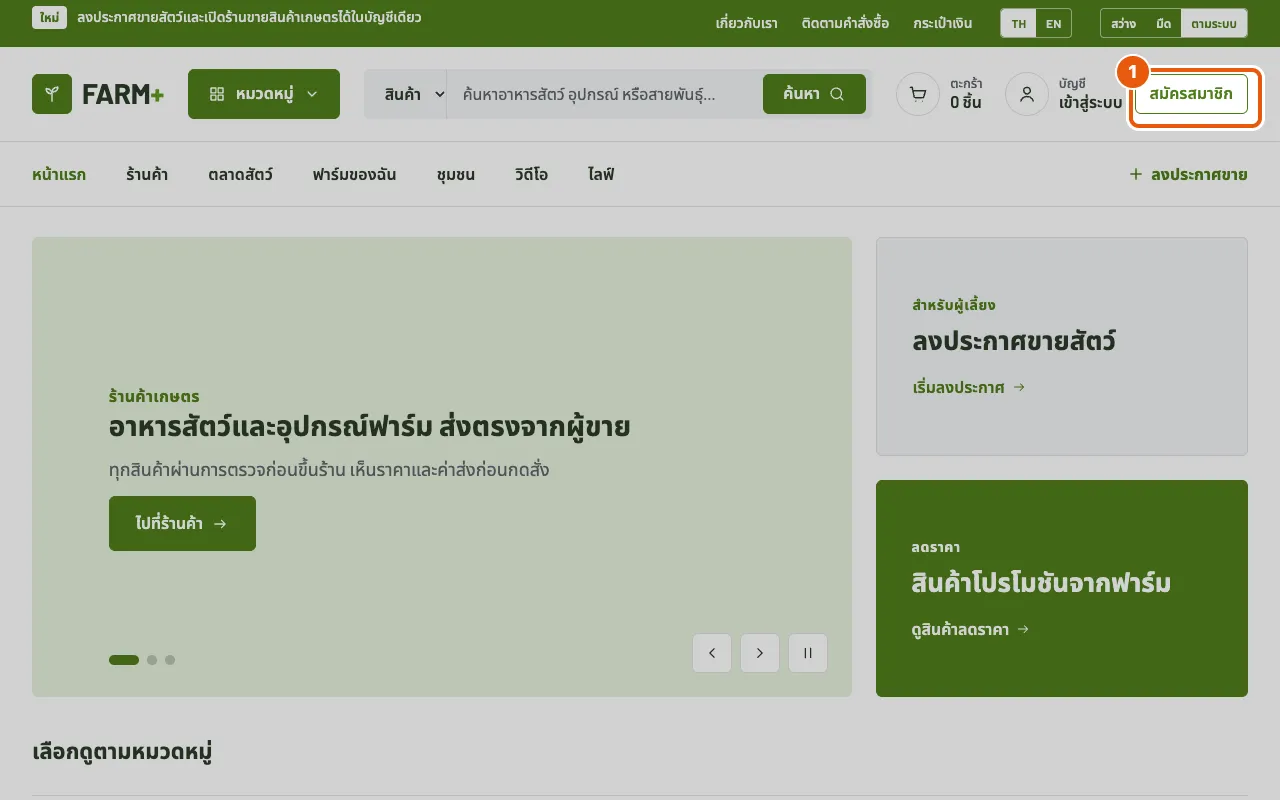 ใหม่ ลงประกาศขายสัตว์และเปิดร้านขายสินค้าเกษตรได้ในบัญชีเดียว
เกี่ยวกับเรา ติดตามคำสั่งซื้อ กระเป๋าเงิน TH EN สว่าง มืด ตามระบบ
1
FARM+ หมวดหมู่ สินค้า ค้นหาอาหารสัตว์ อุปกรณ์ หรือสายพันธุ์… ค้นหา
ตะกร้า
0 ชิ้น
บัญชี
เข้าสู่ระบบ
สมัครสมาชิก
หน้าแรก ร้านค้า ตลาดสัตว์ ฟาร์มของฉัน ชุมชน วิดีโอ ไลฟ์ + ลงประกาศขาย
ร้านค้าเกษตร
อาหารสัตว์และอุปกรณ์ฟาร์ม ส่งตรงจากผู้ขาย
ทุกสินค้าผ่านการตรวจก่อนขึ้นร้าน เห็นราคาและค่าส่งก่อนกดสั่ง
ไปที่ร้านค้า →
สำหรับผู้เลี้ยง
ลงประกาศขายสัตว์
เริ่มลงประกาศ →
ลดราคา
สินค้าโปรโมชันจากฟาร์ม
ดูสินค้าลดราคา →
เลือกดูตามหมวดหมู่